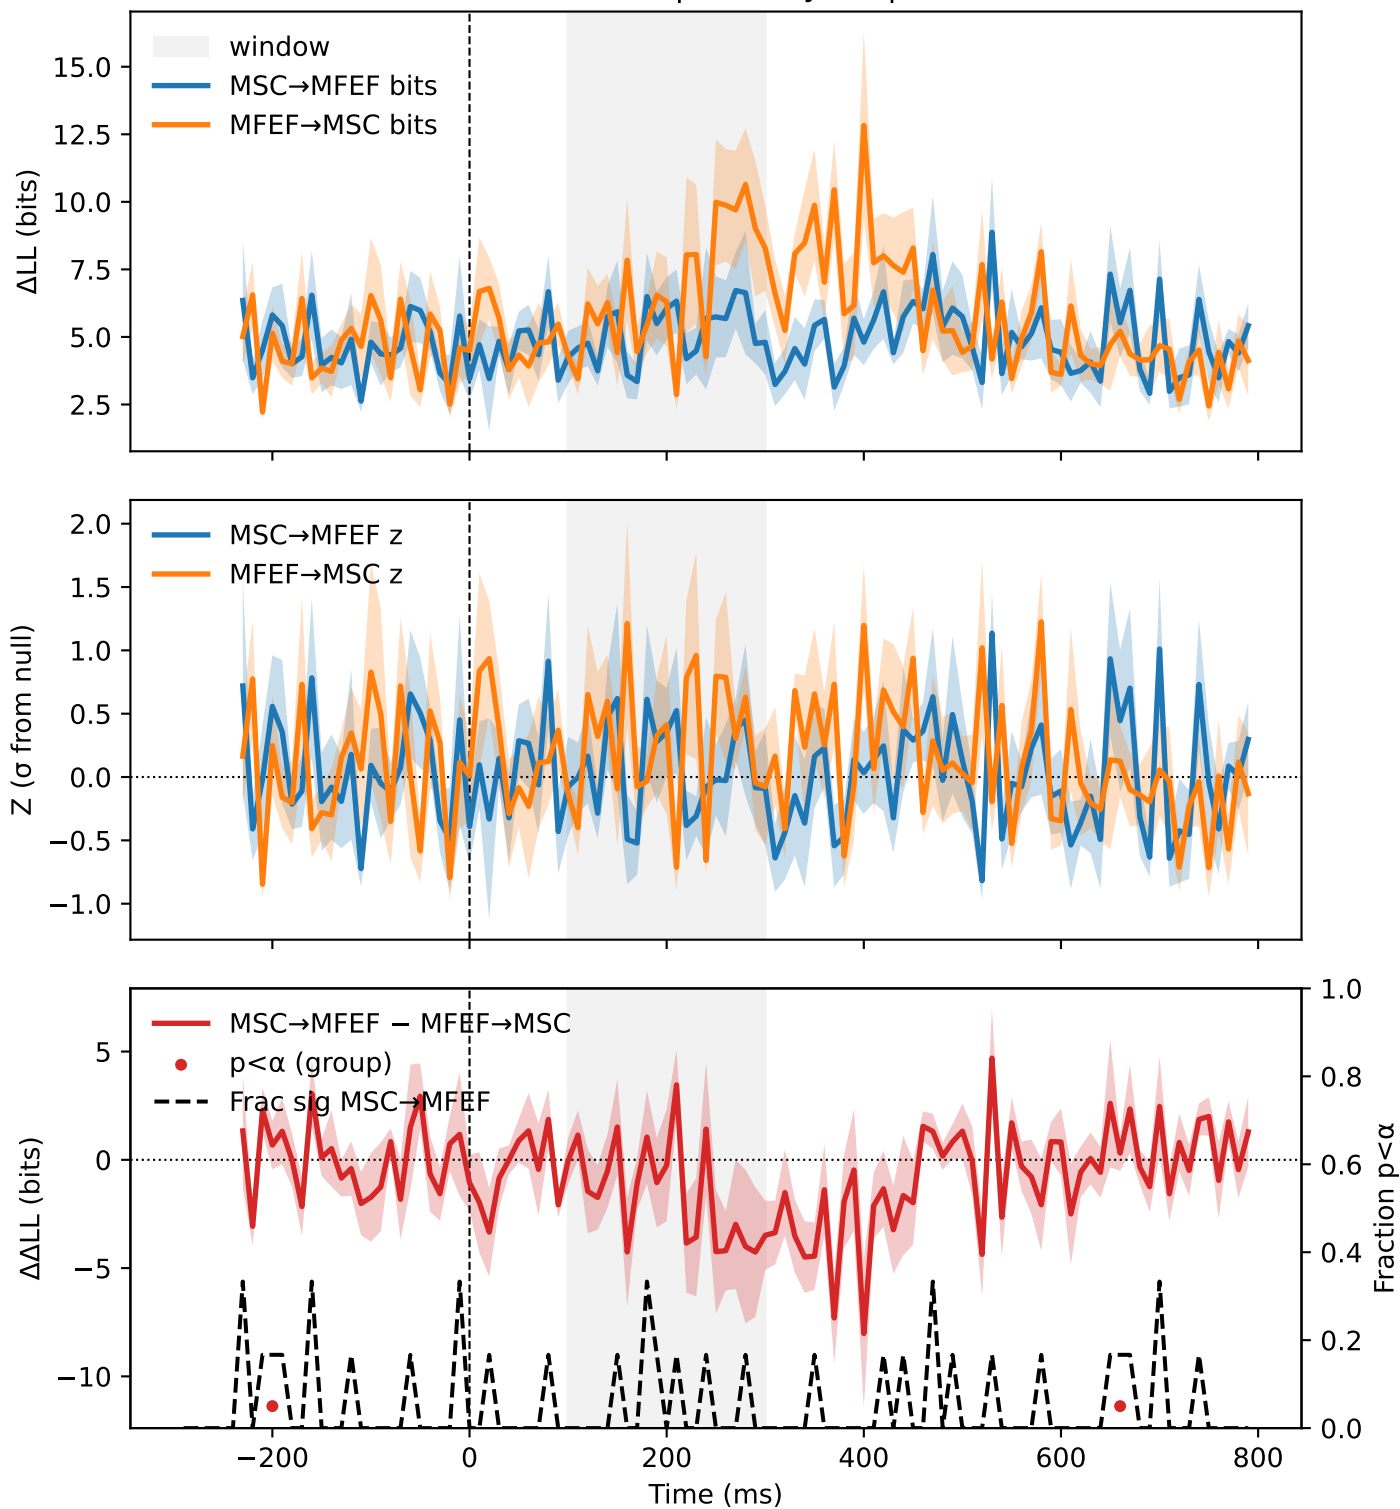 15.0
12.5
10.0
7.5
5.0
2.5
ΔLL (bits)
window
MSC→MFEF bits
MFEF→MSC bits
2.0
1.5
1.0
0.5
0.0
−0.5
−1.0
Z (σ from null)
MSC→MFEF z
MFEF→MSC z
5
0
−5
−10
ΔΔLL (bits)
MSC→MFEF − MFEF→MSC
p<α (group)
Frac sig MSC→MFEF
1.0
0.8
0.6
0.4
0.2
0.0
Fraction p<α
−200
0
200
400
600
800
Time (ms)